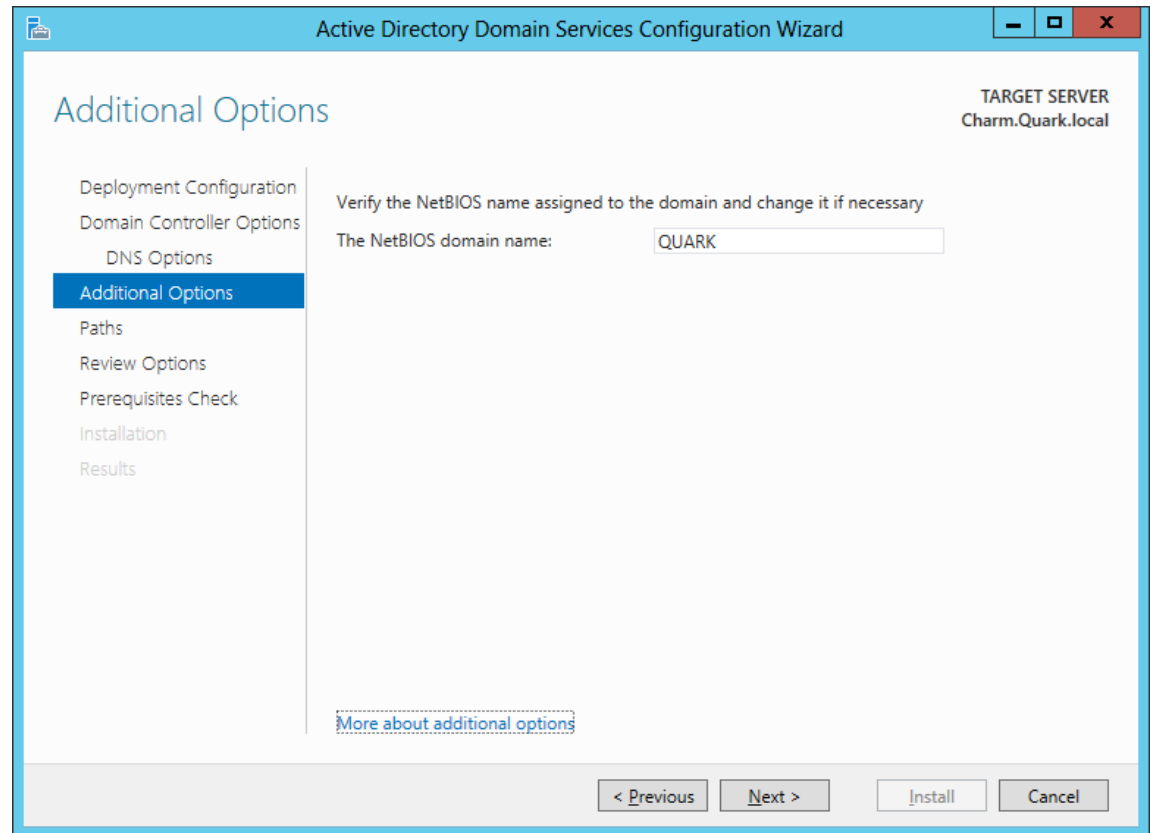 Active Directory Domain Services Configuration Wizard
Additional Options
TARGET SERVER
Charm.Quark.local
Deployment Configuration
Domain Controller Options
DNS Options
Additional Options
Paths
Review Options
Prerequisites Check
Installation
Results
Verify the NetBIOS name assigned to the domain and change it if necessary
The NetBIOS domain name: QUARK
More about additional options
< Previous Next > Install Cancel